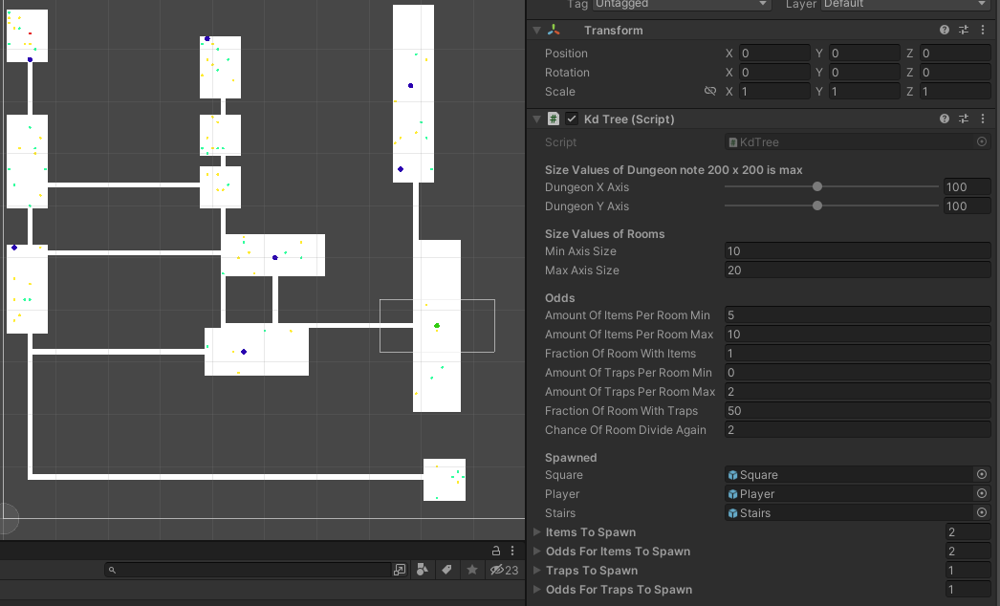 Tag Untagged Layer Default
Transform
Position X 0 Y 0 Z 0
Rotation X 0 Y 0 Z 0
Scale X 1 Y 1 Z 1
# Kd Tree (Script)
Script # KdTree
Size Values of Dungeon note 200 x 200 is max
Dungeon X Axis 100
Dungeon Y Axis 100
Size Values of Rooms
Min Axis Size 10
Max Axis Size 20
Odds
Amount Of Items Per Room Min 5
Amount Of Items Per Room Max 10
Fraction Of Room With Items 1
Amount Of Traps Per Room Min 0
Amount Of Traps Per Room Max 2
Fraction Of Room With Traps 50
Chance Of Room Divide Again 2
Spawned
Square Square
Player Player
Stairs Stairs
Items To Spawn 2
Odds For Items To Spawn 2
Traps To Spawn 1
Odds For Traps To Spawn 1
23